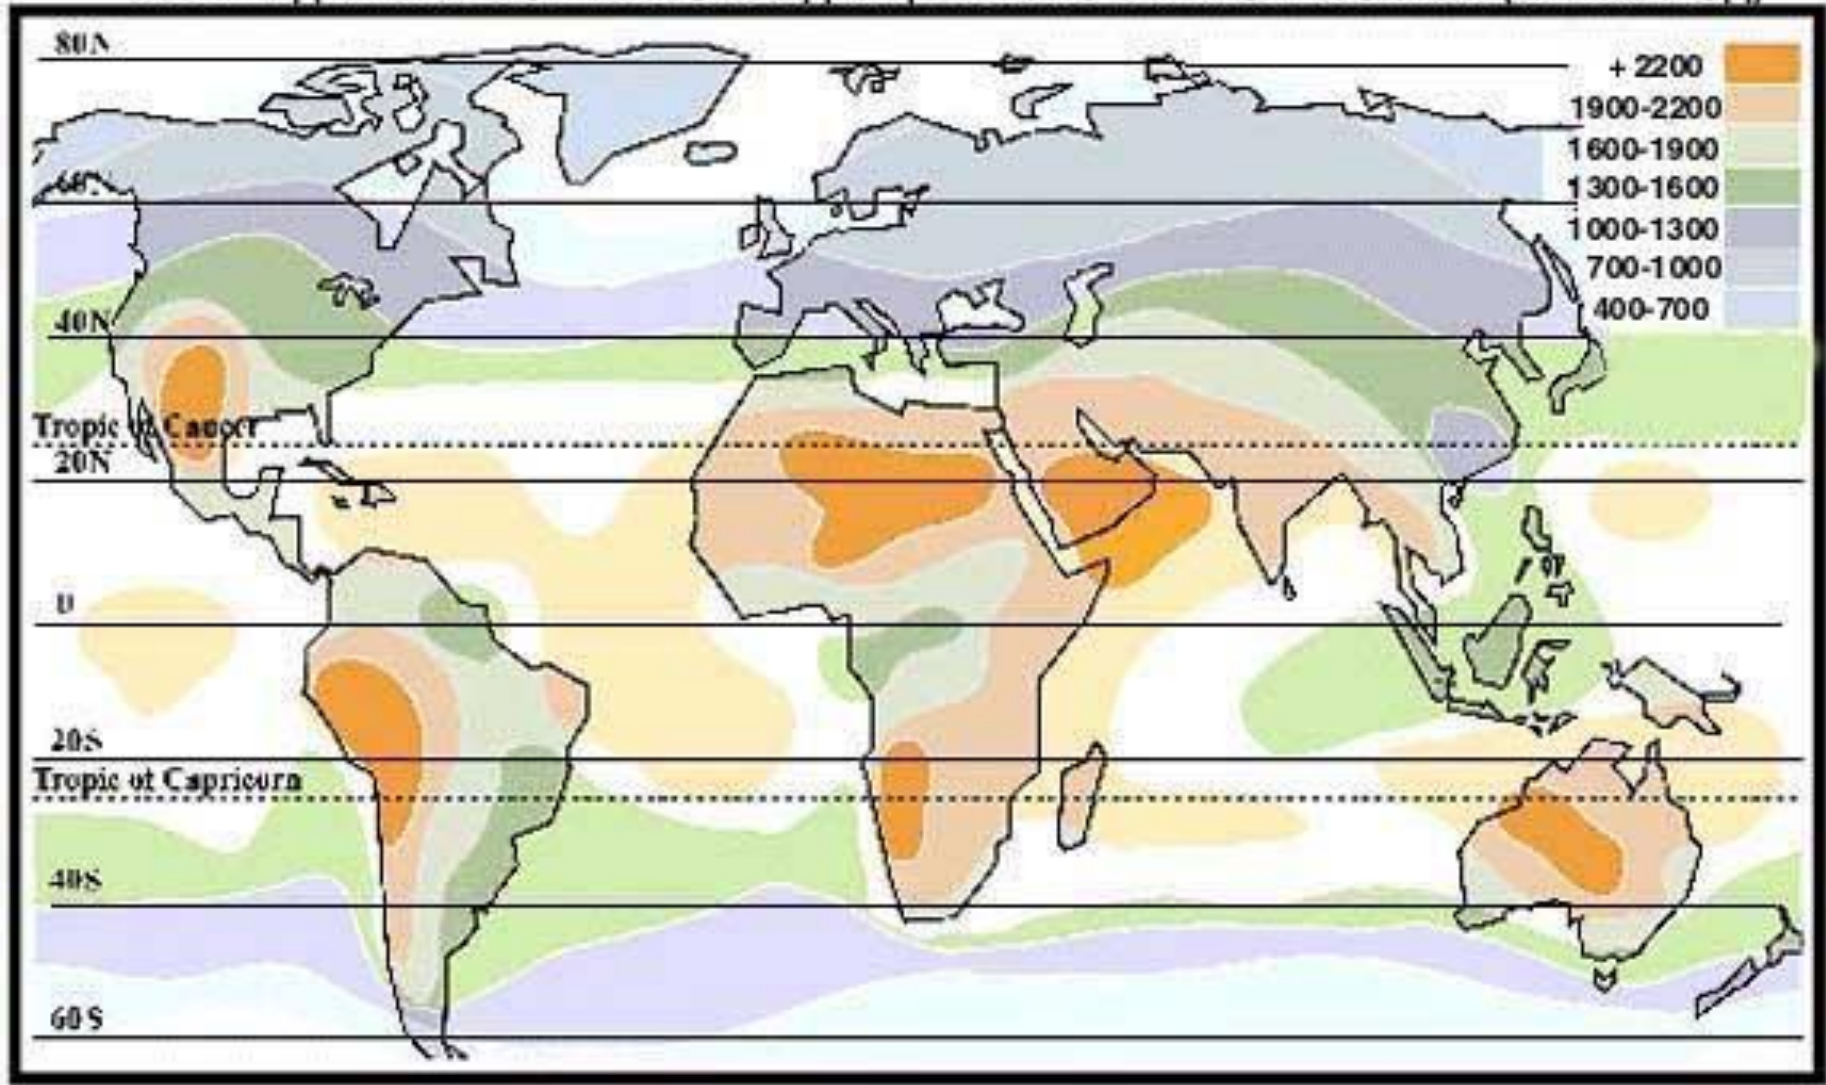 80N
+ 2200
1900-2200
1600-1900
60N
1300-1600
1000-1300
700-1000
400-700
40N
Tropic of Cancer
20N
0
20S
Tropic of Capricorn
40S
60S